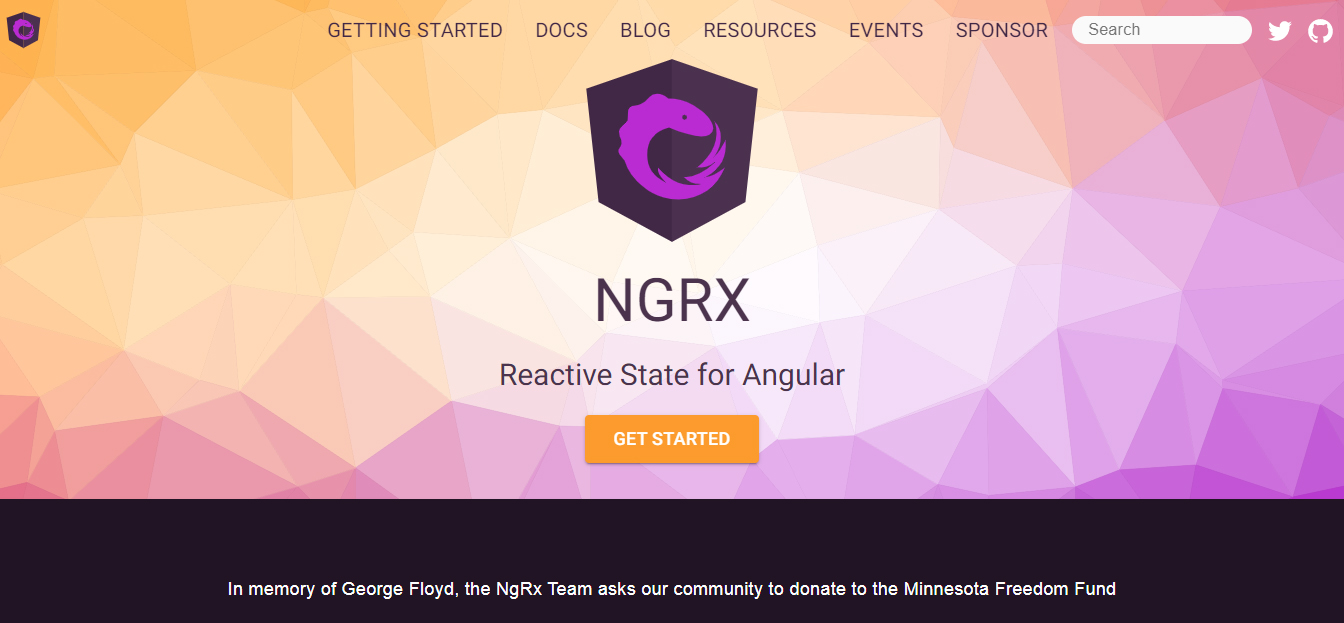 GETTING STARTED DOCS BLOG RESOURCES EVENTS SPONSOR Search
NGRX
Reactive State for Angular
GET STARTED
In memory of George Floyd, the NgRx Team asks our community to donate to the Minnesota Freedom Fund